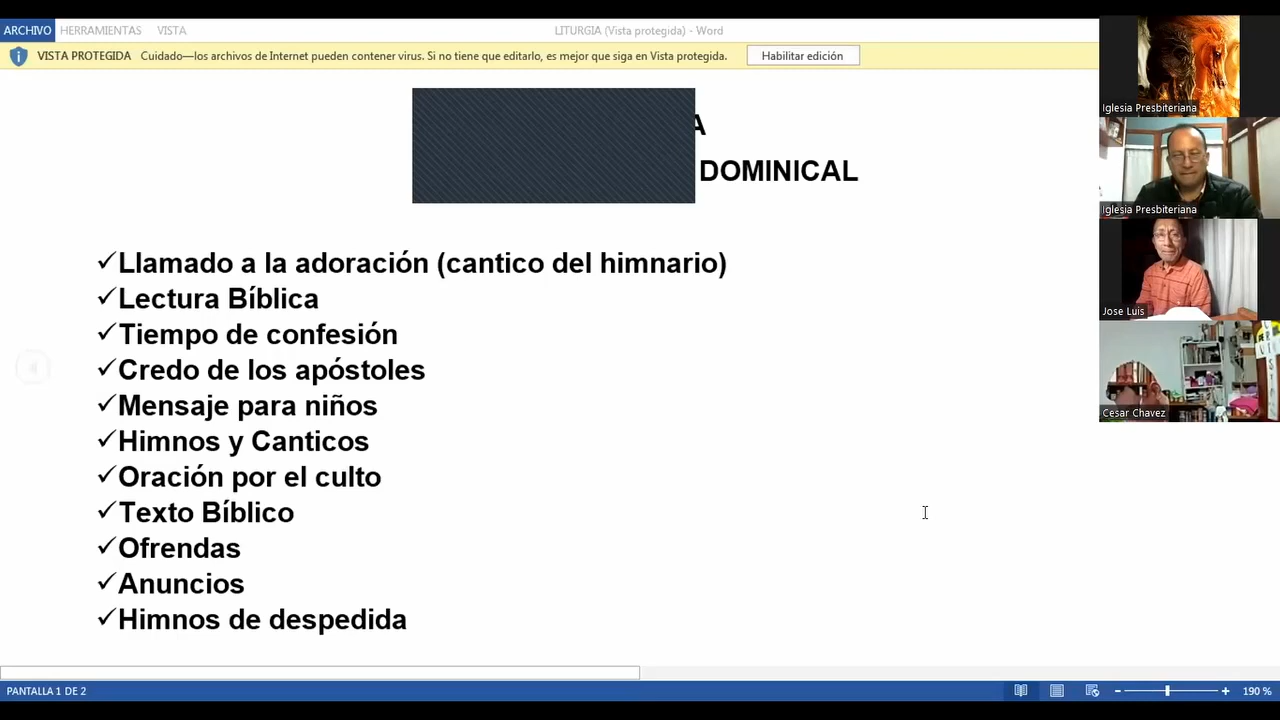 ARCHIVO HERRAMIENTAS VISTA
LITURGIA (Vista protegida) - Word
VISTA PROTEGIDA Cuidado—los archivos de Internet pueden contener virus. Si no tiene que editarlo, es mejor que siga en Vista protegida. Habilitar edición
A
DOMINICAL
✓Llamado a la adoración (cantico del himnario)
✓Lectura Bíblica
✓Tiempo de confesión
✓Credo de los apóstoles
✓Mensaje para niños
✓Himnos y Canticos
✓Oración por el culto
✓Texto Bíblico
✓Ofrendas
✓Anuncios
✓Himnos de despedida
Iglesia Presbiteriana
Iglesia Presbiteriana
Jose Luis
Cesar Chavez
PANTALLA 1 DE 2
190 %